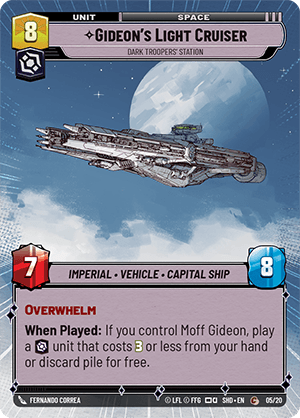 UNIT SPACE
8 ✧GIDEON'S LIGHT CRUISER
DARK TROOPERS' STATION
7 IMPERIAL • VEHICLE • CAPITAL SHIP 8
OVERWHELM
When Played: If you control Moff Gideon, play
a unit that costs 3 or less from your hand
or discard pile for free.
FERNANDO CORREA © LFL © FFG SHD • EN 05/20